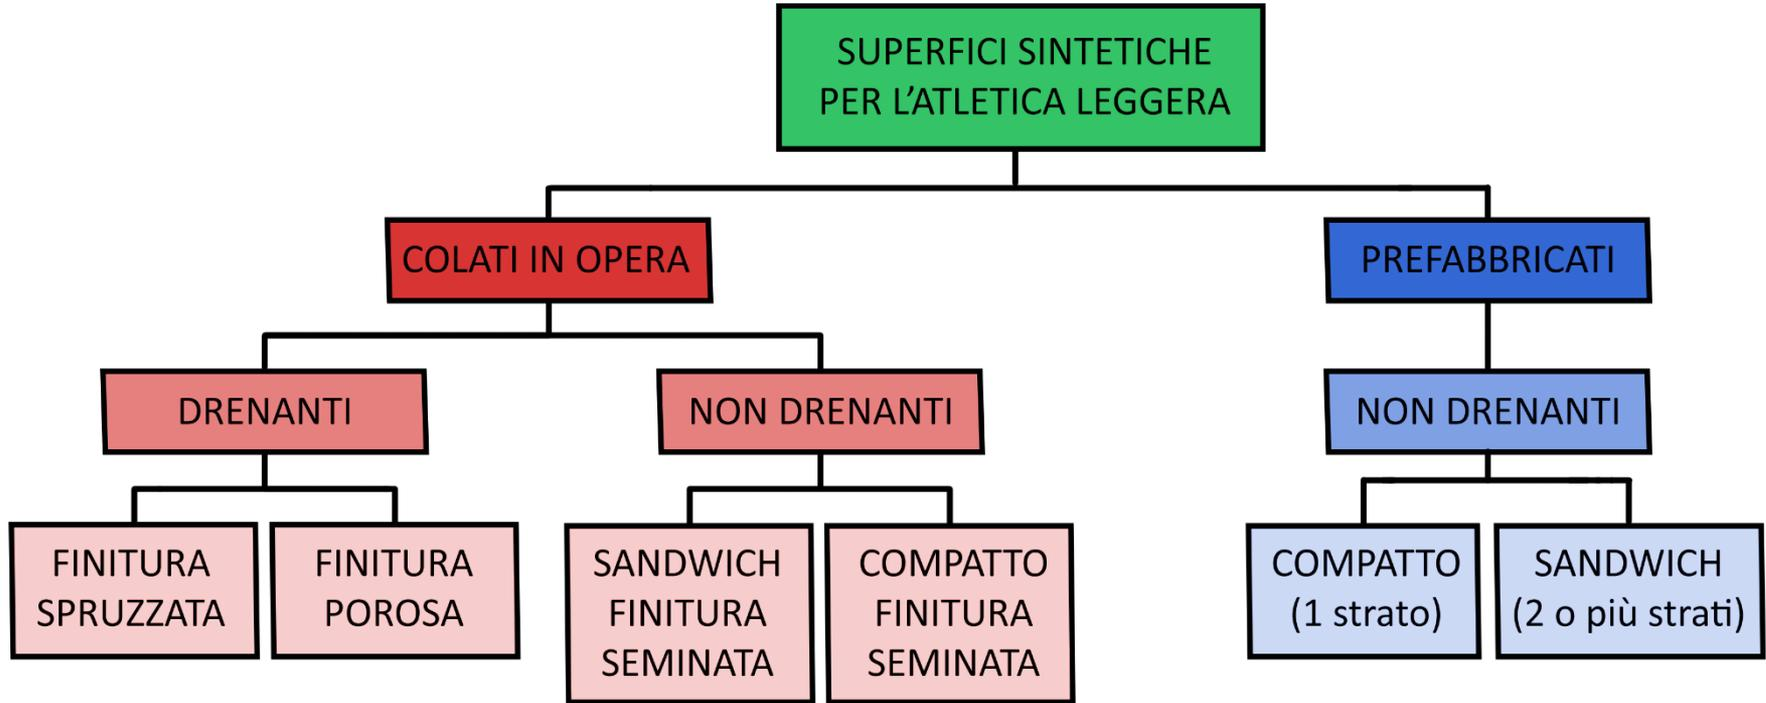 SUPERFICI SINTETICHE
PER L'ATLETICA LEGGERA
COLATI IN OPERA
PREFABBRICATI
DRENANTI
NON DRENANTI
NON DRENANTI
FINITURA
SPRUZZATA
FINITURA
POROSA
SANDWICH
FINITURA
SEMINATA
COMPATTO
FINITURA
SEMINATA
COMPATTO
(1 strato)
SANDWICH
(2 o più strati)